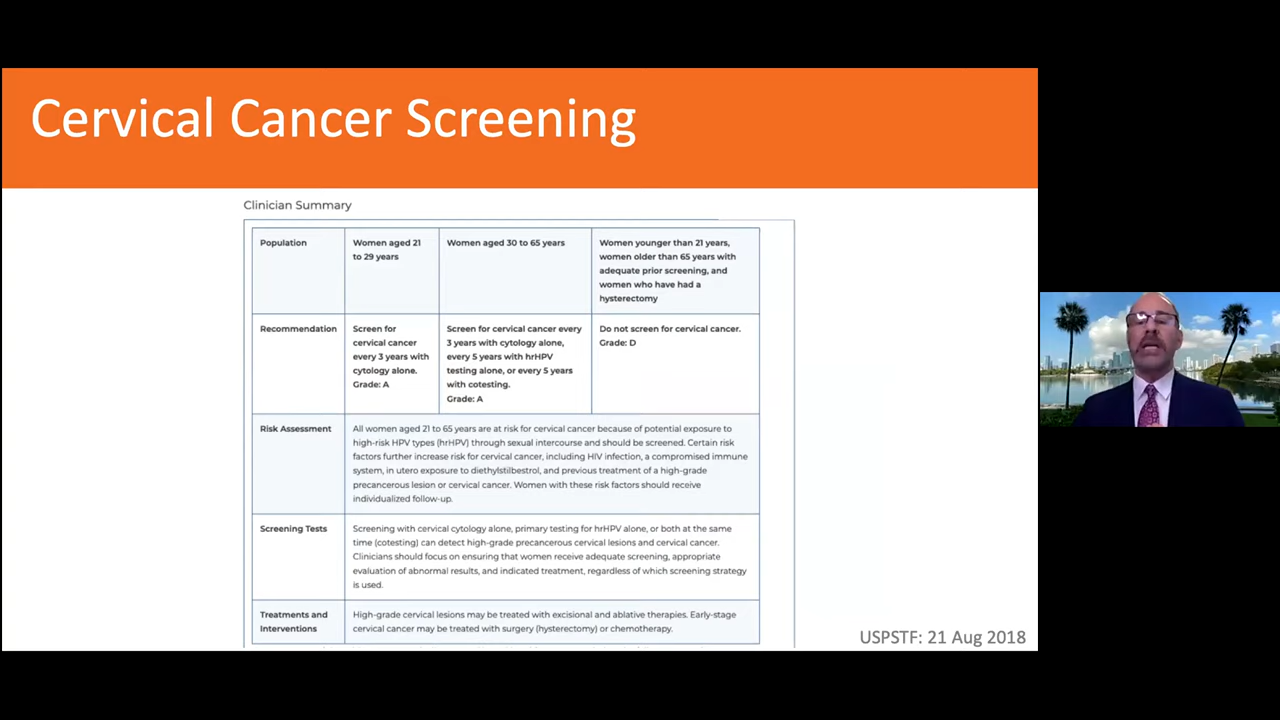 Cervical Cancer Screening
Clinician Summary
Population
Women aged 21
to 29 years
Women aged 30 to 65 years
Women younger than 21 years,
women older than 65 years with
adequate prior screening, and
women who have had a
hysterectomy
Recommendation
Screen for
cervical cancer
every 3 years with
cytology alone.
Grade: A
Screen for cervical cancer every
3 years with cytology alone,
every 5 years with hrHPV
testing alone, or every 5 years
with cotesting.
Grade: A
Do not screen for cervical cancer.
Grade: D
Risk Assessment
All women aged 21 to 65 years are at risk for cervical cancer because of potential exposure to
high-risk HPV types (hrHPV) through sexual intercourse and should be screened. Certain risk
factors further increase risk for cervical cancer, including HIV infection, a compromised immune
system, in utero exposure to diethylstilbestrol, and previous treatment of a high-grade
precancerous lesion or cervical cancer. Women with these risk factors should receive
individualized follow-up.
Screening Tests
Screening with cervical cytology alone, primary testing for hrHPV alone, or both at the same
time (cotesting) can detect high-grade precancerous cervical lesions and cervical cancer.
Clinicians should focus on ensuring that women receive adequate screening, appropriate
evaluation of abnormal results, and indicated treatment, regardless of which screening strategy
is used.
Treatments and
Interventions
High-grade cervical lesions may be treated with excisional and ablative therapies. Early-stage
cervical cancer may be treated with surgery (hysterectomy) or chemotherapy.
USPSTF: 21 Aug 2018